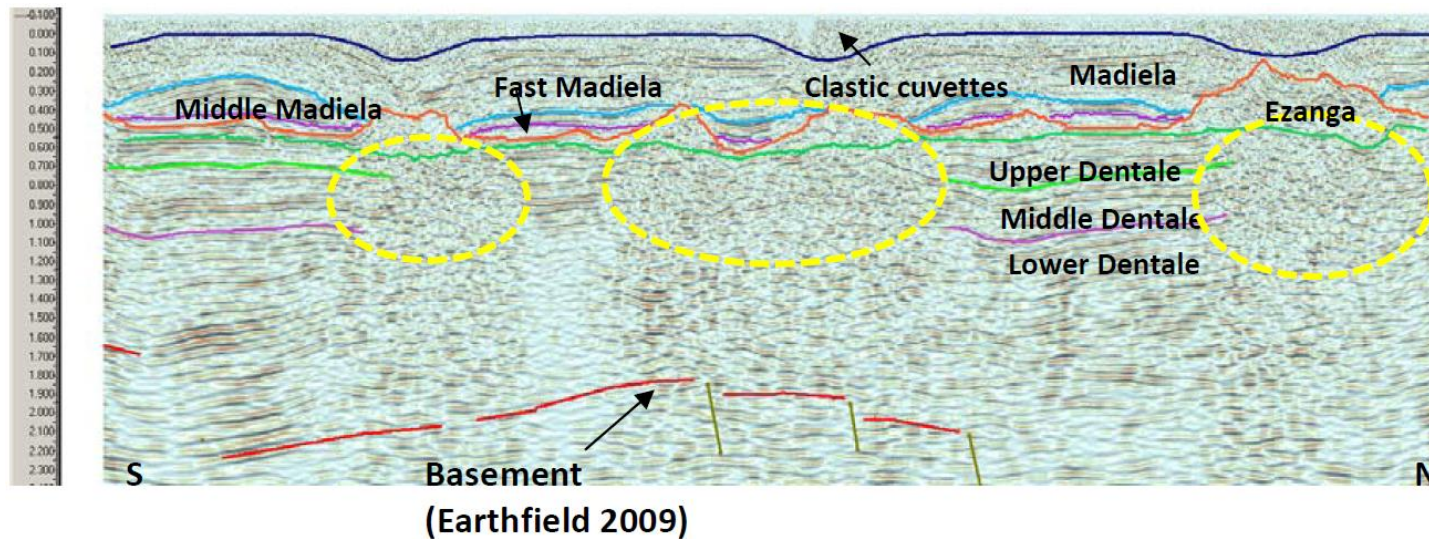 -0.100
0.000
0.100
0.200
0.300
0.400
0.500
0.600
0.700
0.800
0.900
1.000
1.100
1.200
1.300
1.400
1.500
1.600
1.700
1.800
1.900
2.000
2.100
2.200
2.300
Middle Madiela
Fast Madiela
Clastic cuvettes
Madiela
Ezanga
Upper Dentale
Middle Dentale
Lower Dentale
S
Basement
(Earthfield 2009)
N